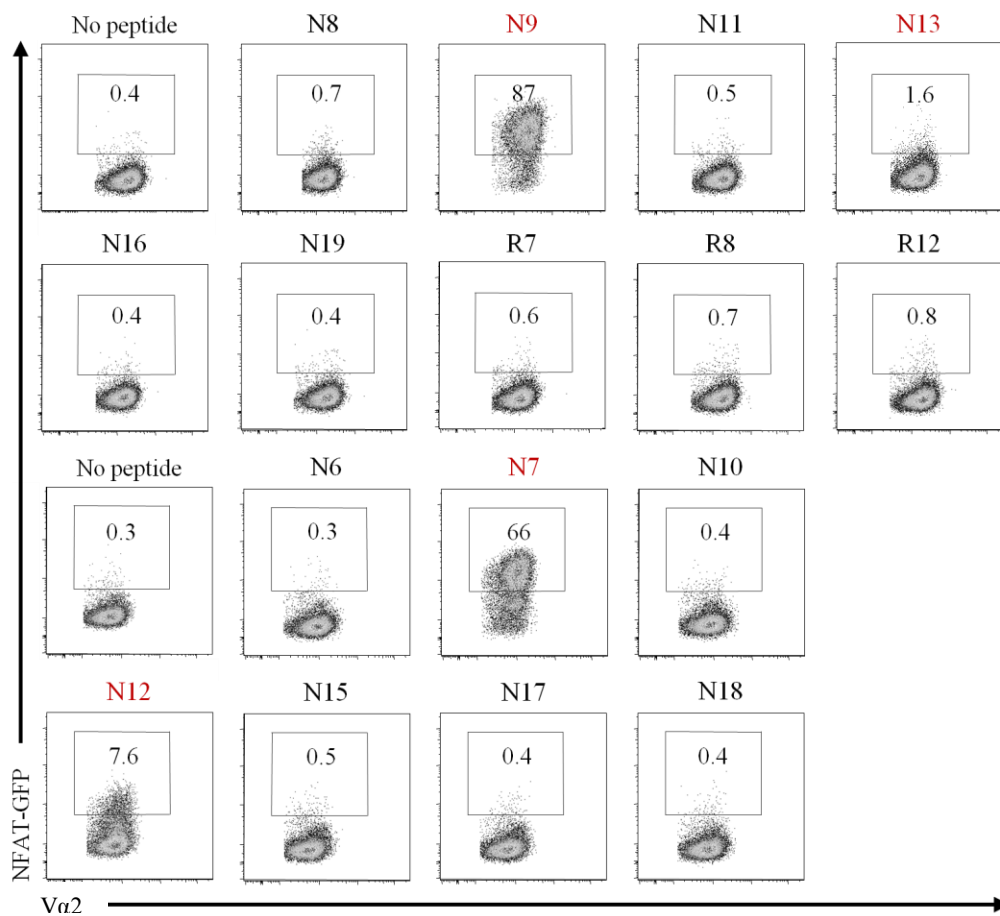 No peptide N8 N9 N11 N13
0.4 0.7 87 0.5 1.6
N16 N19 R7 R8 R12
0.4 0.4 0.6 0.7 0.8
No peptide N6 N7 N10
0.3 0.3 66 0.4
N12 N15 N17 N18
7.6 0.5 0.4 0.4
NFAT-GFP
Vα2